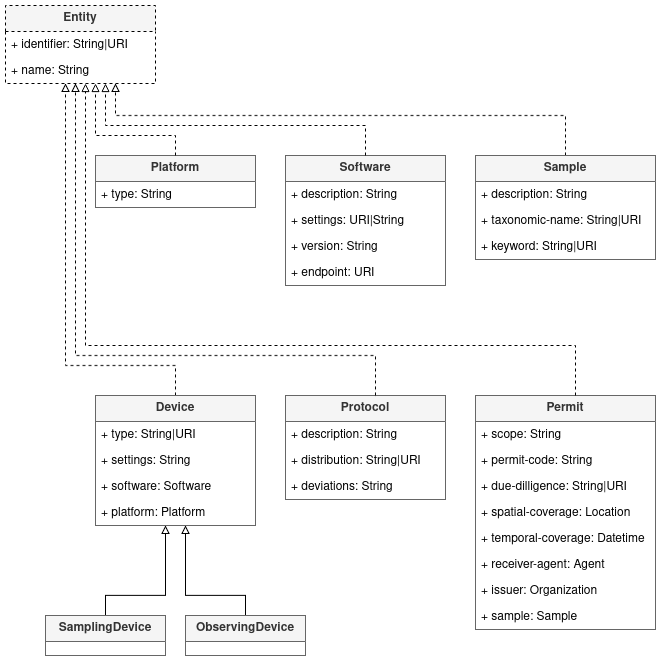 Entity
+ identifier: String|URI
+ name: String
Platform
+ type: String
Software
+ description: String
+ settings: URI|String
+ version: String
+ endpoint: URI
Sample
+ description: String
+ taxonomic-name: String|URI
+ keyword: String|URI
Device
+ type: String|URI
+ settings: String
+ software: Software
+ platform: Platform
Protocol
+ description: String
+ distribution: String|URI
+ deviations: String
Permit
+ scope: String
+ permit-code: String
+ due-dilligence: String|URI
+ spatial-coverage: Location
+ temporal-coverage: Datetime
+ receiver-agent: Agent
+ issuer: Organization
+ sample: Sample
SamplingDevice
ObservingDevice